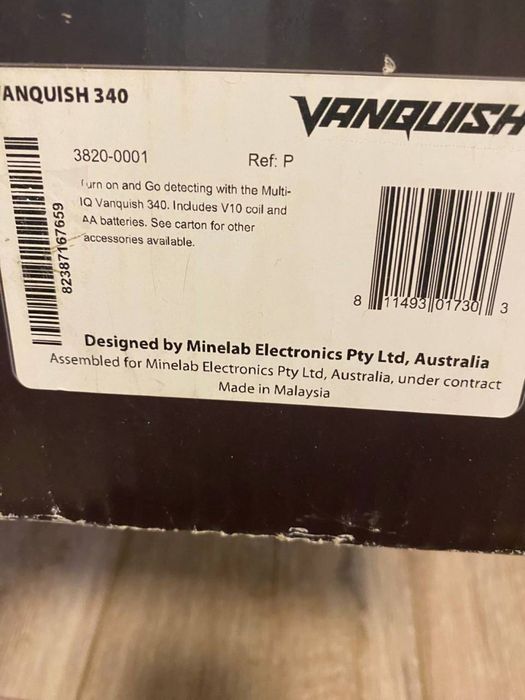 ANQUISH 340
VANQUISH
3820-0001 Ref: P
urn on and Go detecting with the Multi-
IQ Vanquish 340. Includes V10 coil and
AA batteries. See carton for other
accessories available.
82387167659
8 11493 01730 3
Designed by Minelab Electronics Pty Ltd, Australia
Assembled for Minelab Electronics Pty Ltd, Australia, under contract
Made in Malaysia